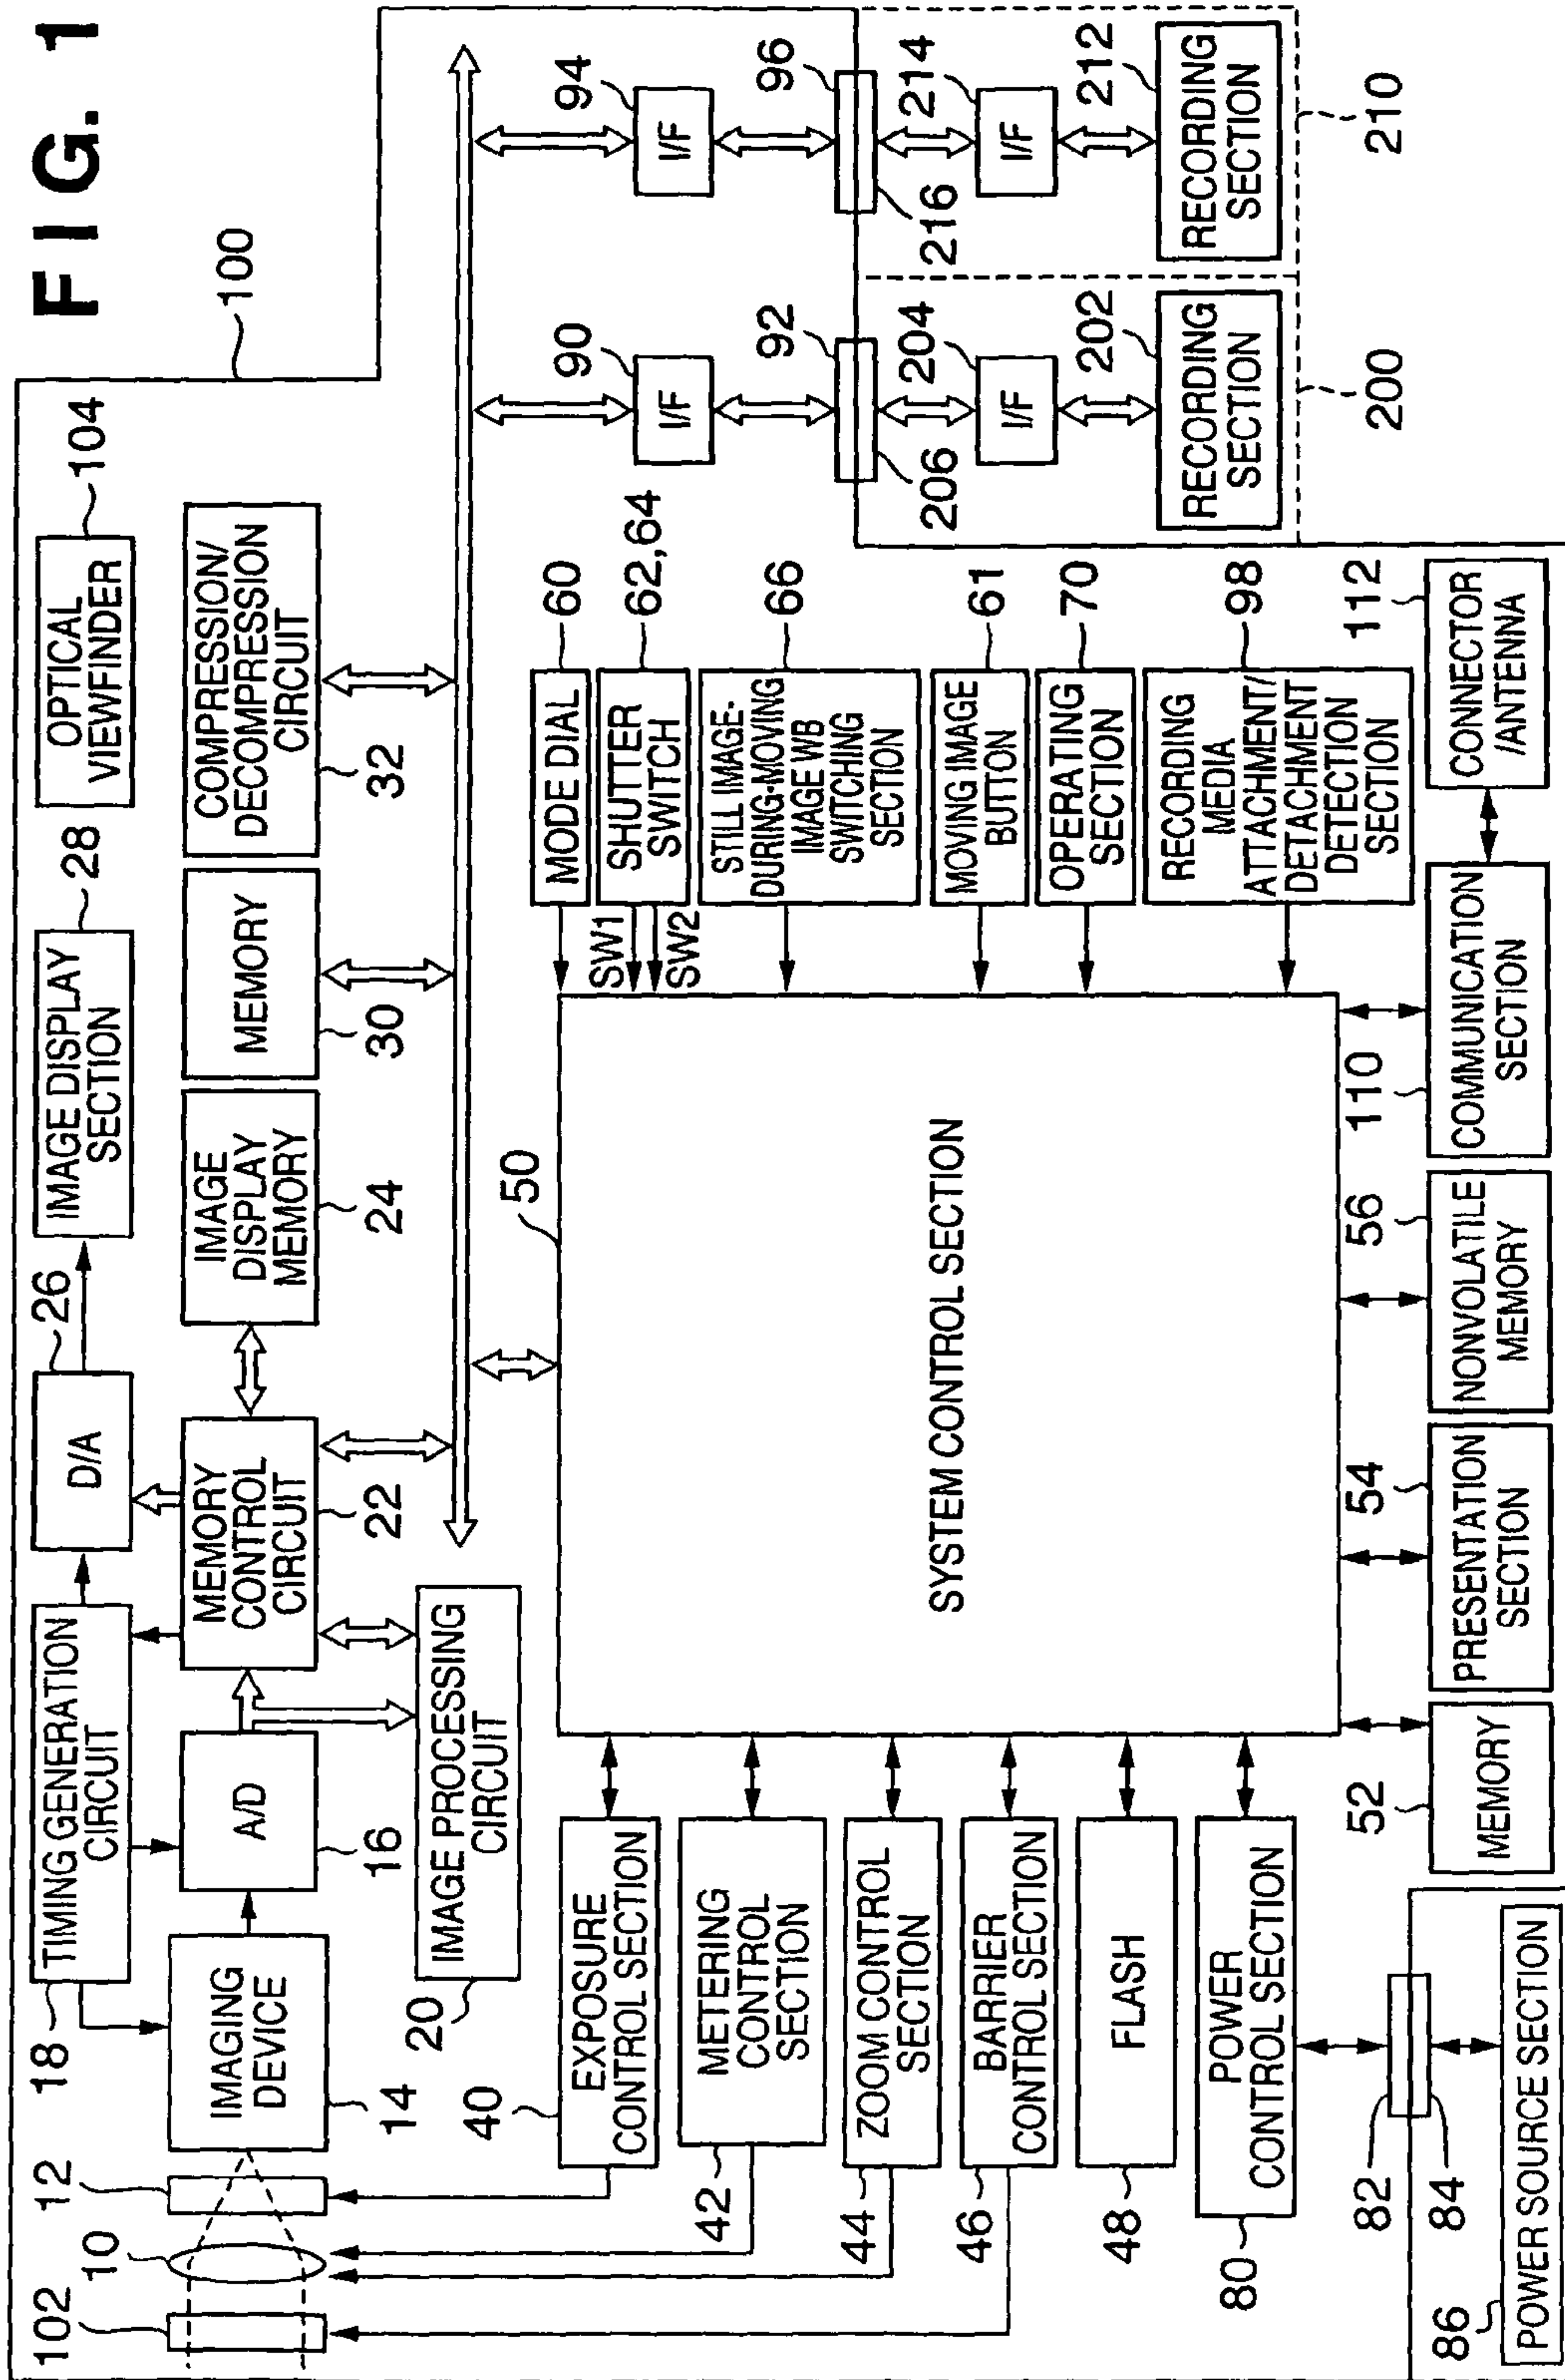 FIG. 1
100
18
TIMING GENERATION
CIRCUIT
26
D/A
28
IMAGE DISPLAY
SECTION
104
OPTICAL
VIEWFINDER
102
10
12
14
IMAGING
DEVICE
16
A/D
22
MEMORY
CONTROL
CIRCUIT
24
IMAGE
DISPLAY
MEMORY
30
MEMORY
32
COMPRESSION/
DECOMPRESSION
CIRCUIT
20
IMAGE PROCESSING
CIRCUIT
50
SYSTEM CONTROL SECTION
40
EXPOSURE
CONTROL SECTION
42
METERING
CONTROL
SECTION
44
ZOOM CONTROL
SECTION
46
BARRIER
CONTROL SECTION
48
FLASH
80
POWER
CONTROL SECTION
82
84
86
POWER SOURCE SECTION
SW1
SW2
MODE DIAL
60
SHUTTER
SWITCH
62,64
STILL IMAGE-
DURING-MOVING
IMAGE WB
SWITCHING
SECTION
66
MOVING IMAGE
BUTTON
61
OPERATING
SECTION
70
RECORDING
MEDIA
ATTACHMENT/
DETACHMENT
DETECTION
SECTION
98
52
MEMORY
54
PRESENTATION
SECTION
56
NONVOLATILE
MEMORY
110
COMMUNICATION
SECTION
112
CONNECTOR
/ANTENNA
90
I/F
92
206
204
I/F
202
RECORDING
SECTION
200
94
I/F
96
216
214
I/F
212
RECORDING
SECTION
210